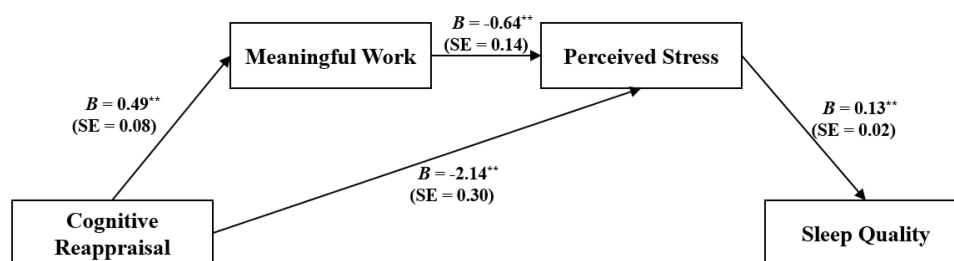 B = -0.64**
(SE = 0.14)
Meaningful Work
Perceived Stress
B = 0.49**
(SE = 0.08)
B = 0.13**
(SE = 0.02)
B = -2.14**
(SE = 0.30)
Cognitive
Reappraisal
Sleep Quality